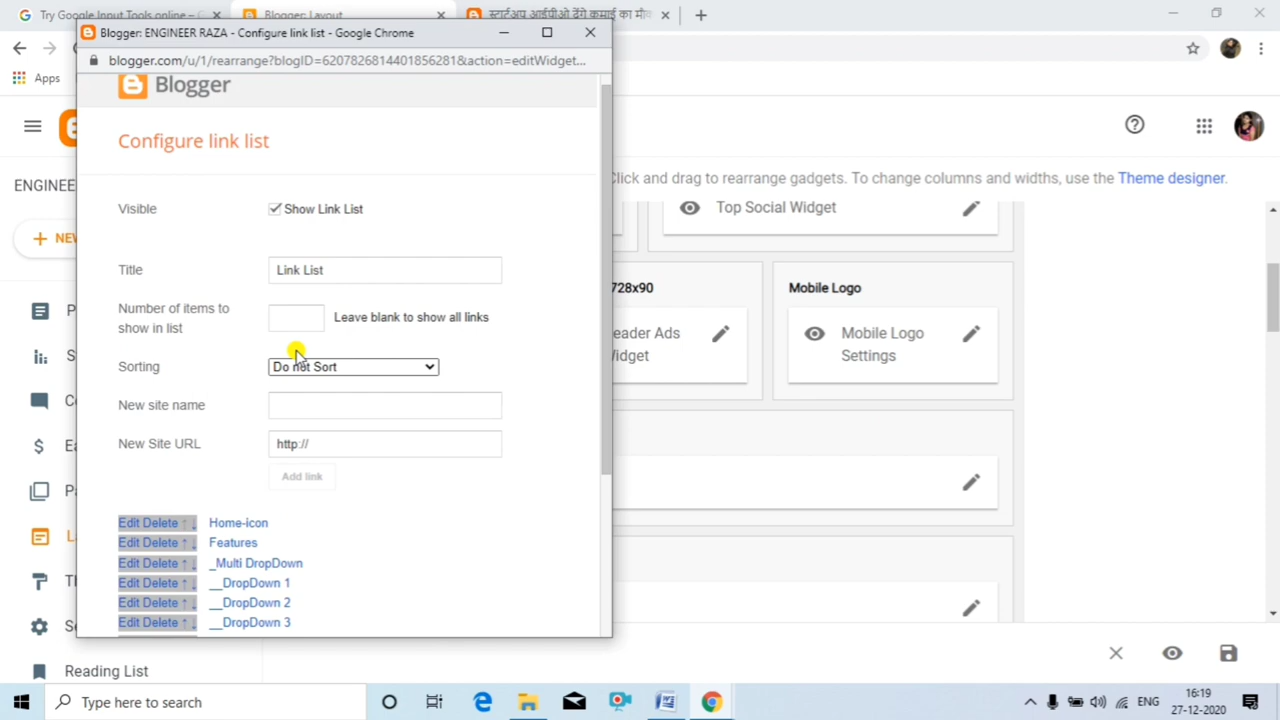 Try Google Input Tools online – G
Blogger: Layout
स्टार्टअप आईपीओ देंगे कमाई का मौ
Blogger: ENGINEER RAZA - Configure link list - Google Chrome
blogger.com/u/1/rearrange?blogID=6207826814401856281&action=editWidget...
Apps
Blogger
Configure link list
ENGINEE
Click and drag to rearrange gadgets. To change columns and widths, use the Theme designer.
Visible
Show Link List
Top Social Widget
NEW
Title
Link List
728x90
Mobile Logo
Number of items to
show in list
Leave blank to show all links
eader Ads
Widget
Mobile Logo
Settings
Sorting
Do not Sort
New site name
New Site URL
http://
Add link
Edit Delete ↑ ↓ Home-icon
Edit Delete ↑ ↓ Features
Edit Delete ↑ ↓ _Multi DropDown
Edit Delete ↑ ↓ __DropDown 1
Edit Delete ↑ ↓ __DropDown 2
Edit Delete ↑ ↓ __DropDown 3
Reading List
Type here to search
ENG
16:19
27-12-2020